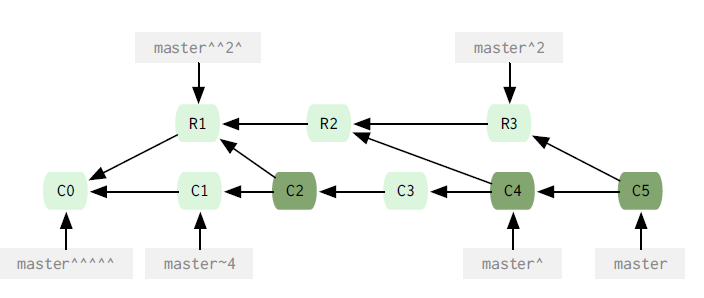 master^^2^ master^2
R1 R2 R3
C0 C1 C2 C3 C4 C5
master^^^^^ master~4 master^ master